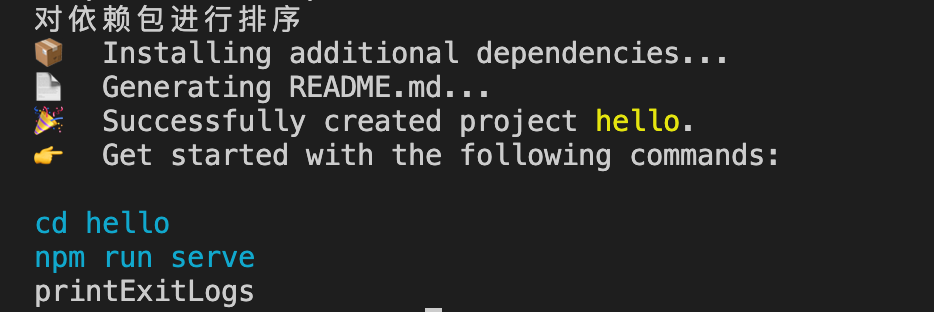 对依赖包进行排序
📦 Installing additional dependencies...
📄 Generating README.md...
🎉 Successfully created project hello.
👉 Get started with the following commands:
cd hello
npm run serve
printExitLogs